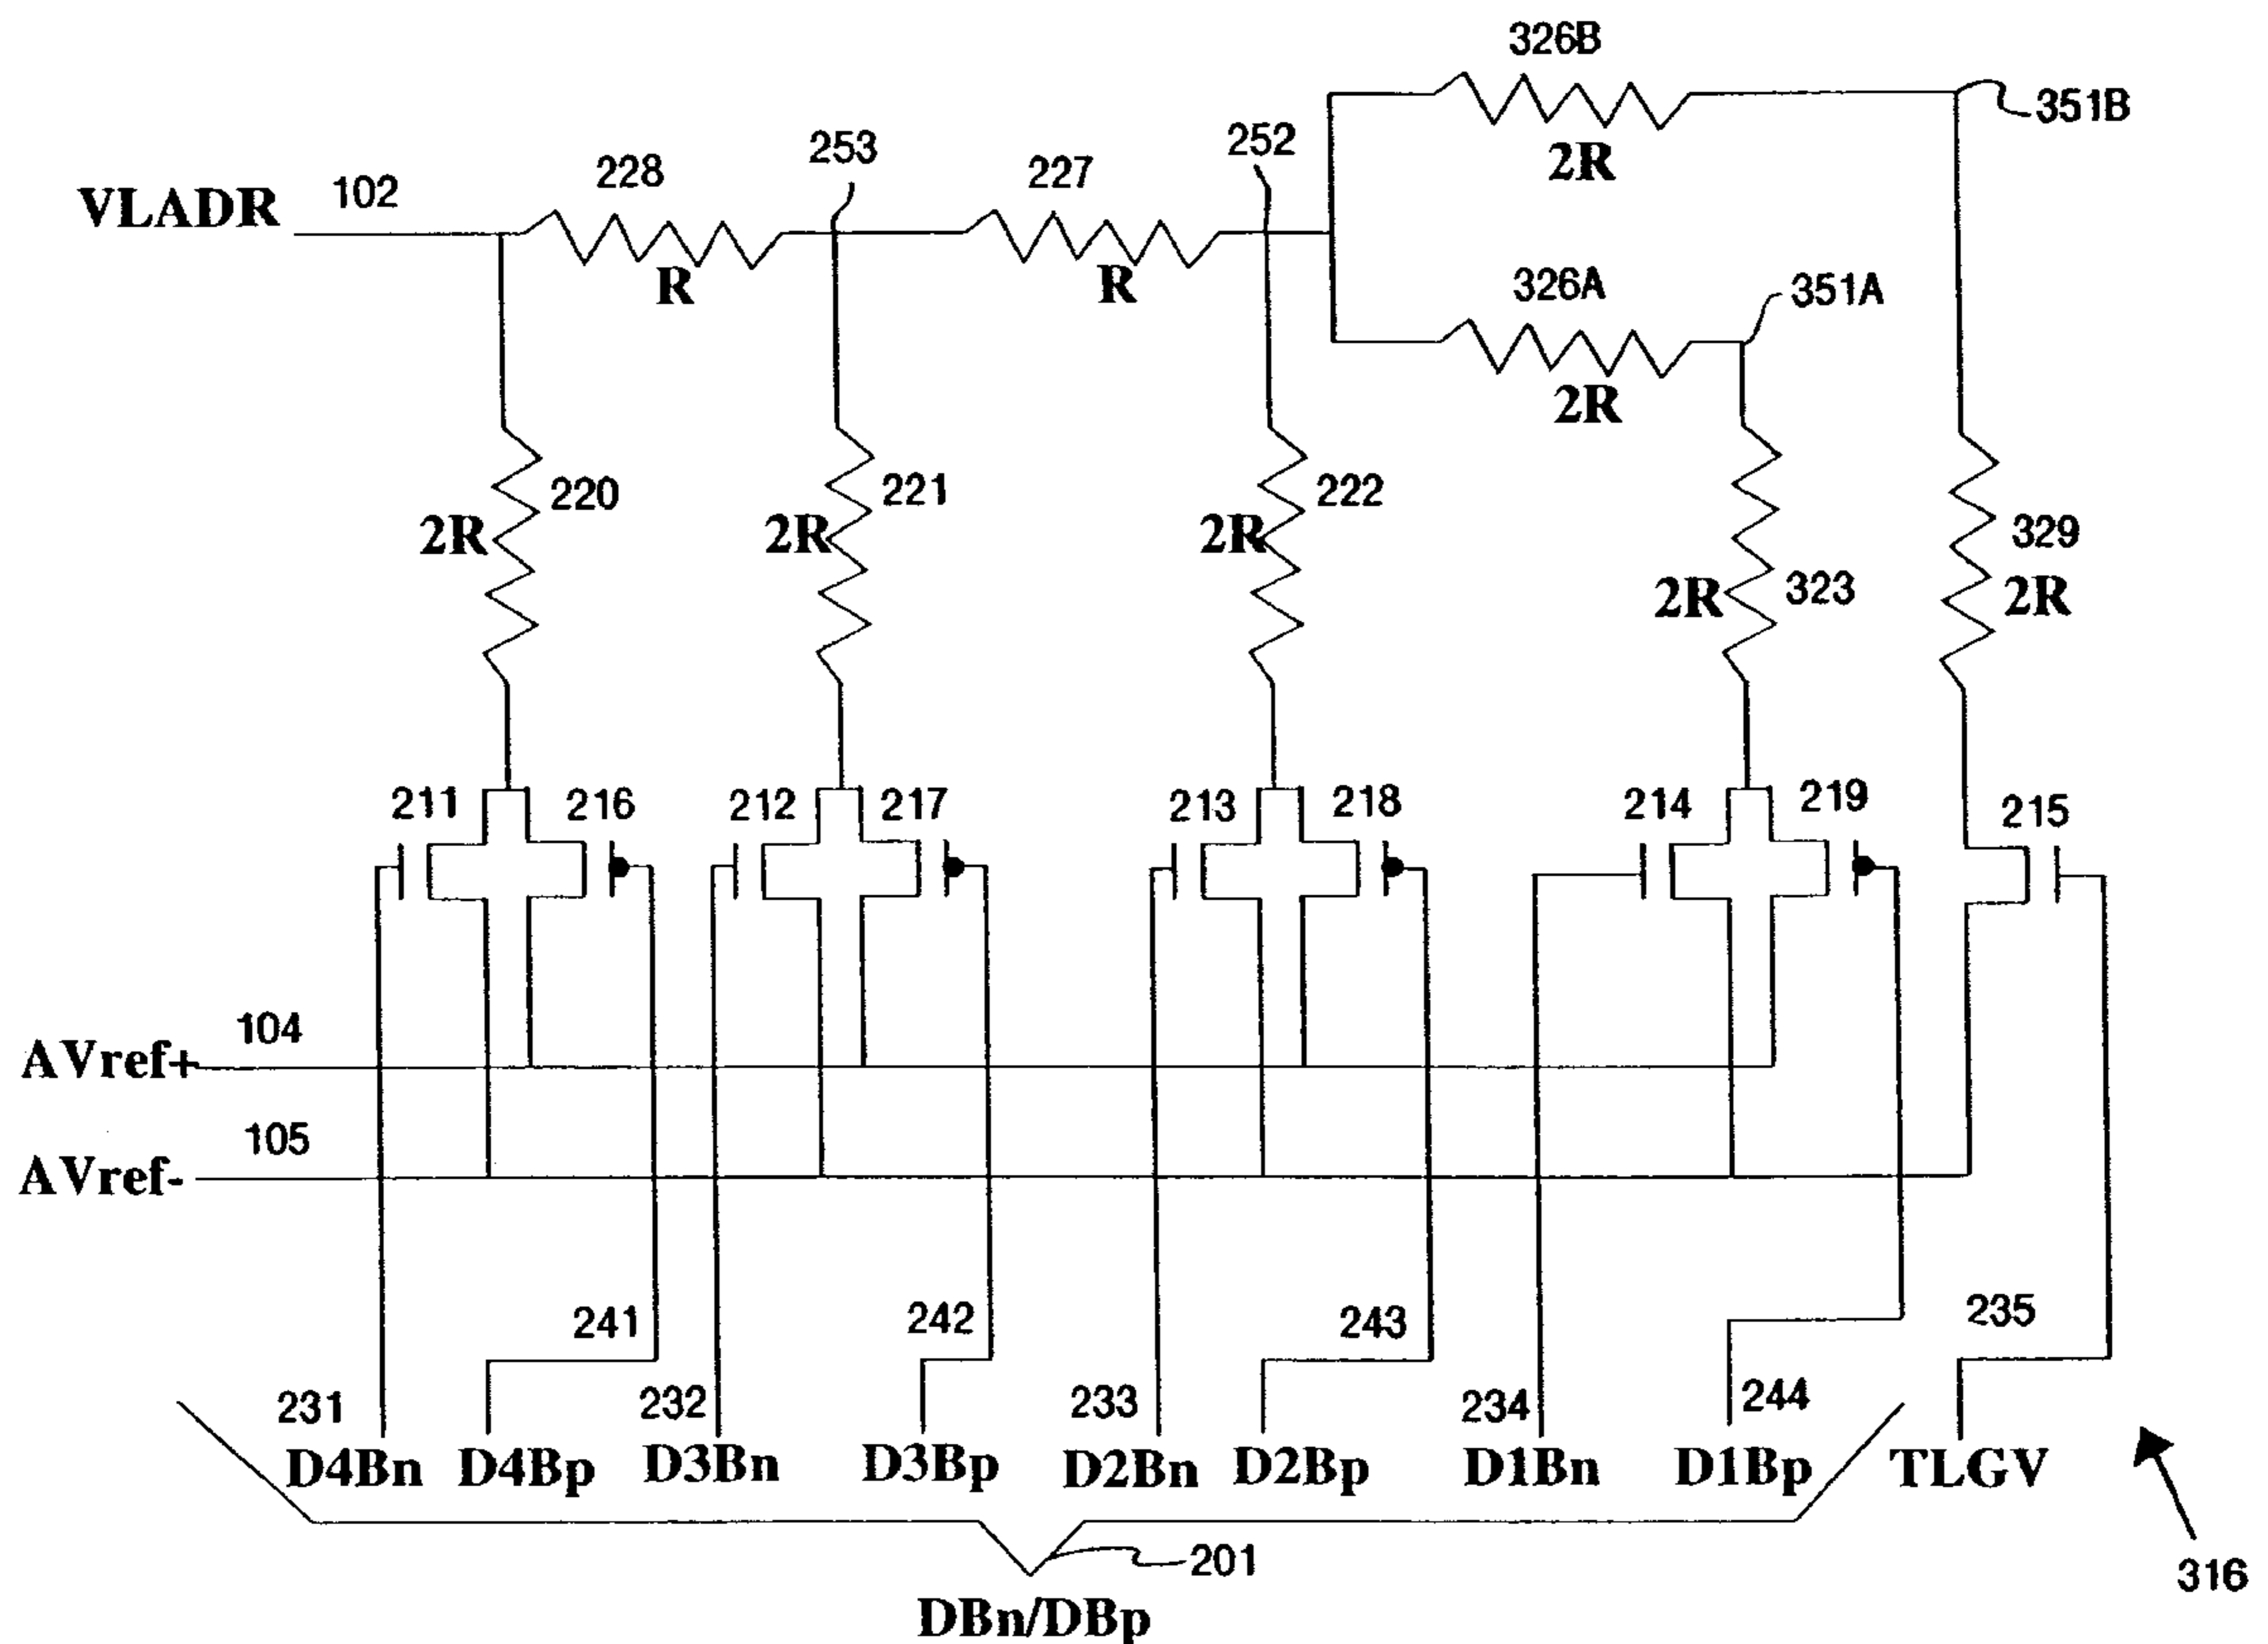 326B
351B
2R
253
252
228
227
VLADR 102
R
R
326A
351A
2R
220
221
222
329
2R
2R
2R
2R
323
2R
211
216
212
217
213
218
214
219
215
104
AVref+
105
AVref-
241
242
243
235
231
232
233
234
244
D4Bn D4Bp D3Bn D3Bp D2Bn D2Bp D1Bn D1Bp TLGV
201
316
DBn/DBp